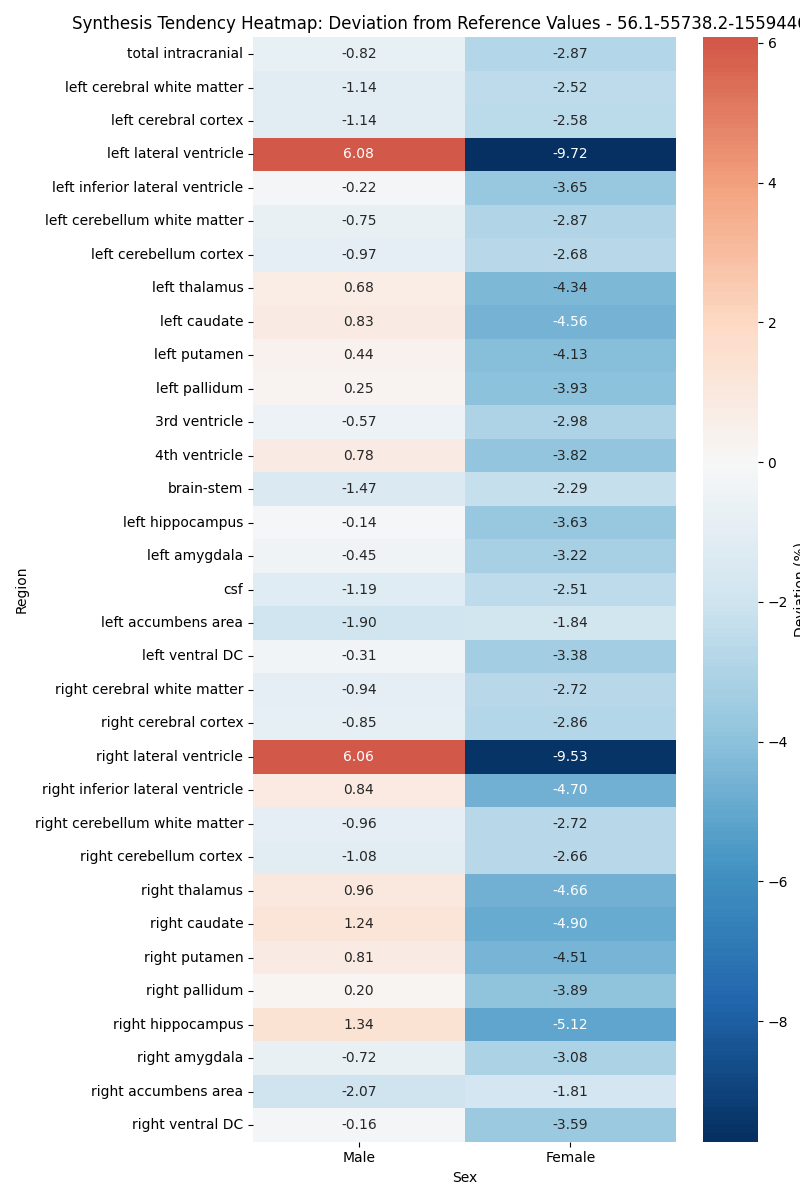 Synthesis Tendency Heatmap: Deviation from Reference Values - 56.1-55738.2-1559446
total intracranial -0.82 -2.87
left cerebral white matter -1.14 -2.52
left cerebral cortex -1.14 -2.58
left lateral ventricle 6.08 -9.72
left inferior lateral ventricle -0.22 -3.65
left cerebellum white matter -0.75 -2.87
left cerebellum cortex -0.97 -2.68
left thalamus 0.68 -4.34
left caudate 0.83 -4.56
left putamen 0.44 -4.13
left pallidum 0.25 -3.93
3rd ventricle -0.57 -2.98
4th ventricle 0.78 -3.82
brain-stem -1.47 -2.29
left hippocampus -0.14 -3.63
left amygdala -0.45 -3.22
csf -1.19 -2.51
left accumbens area -1.90 -1.84
left ventral DC -0.31 -3.38
right cerebral white matter -0.94 -2.72
right cerebral cortex -0.85 -2.86
right lateral ventricle 6.06 -9.53
right inferior lateral ventricle 0.84 -4.70
right cerebellum white matter -0.96 -2.72
right cerebellum cortex -1.08 -2.66
right thalamus 0.96 -4.66
right caudate 1.24 -4.90
right putamen 0.81 -4.51
right pallidum 0.20 -3.89
right hippocampus 1.34 -5.12
right amygdala -0.72 -3.08
right accumbens area -2.07 -1.81
right ventral DC -0.16 -3.59
Male Female
Sex
Region
6
4
2
0
−2
−4
−6
−8
Deviation (%)